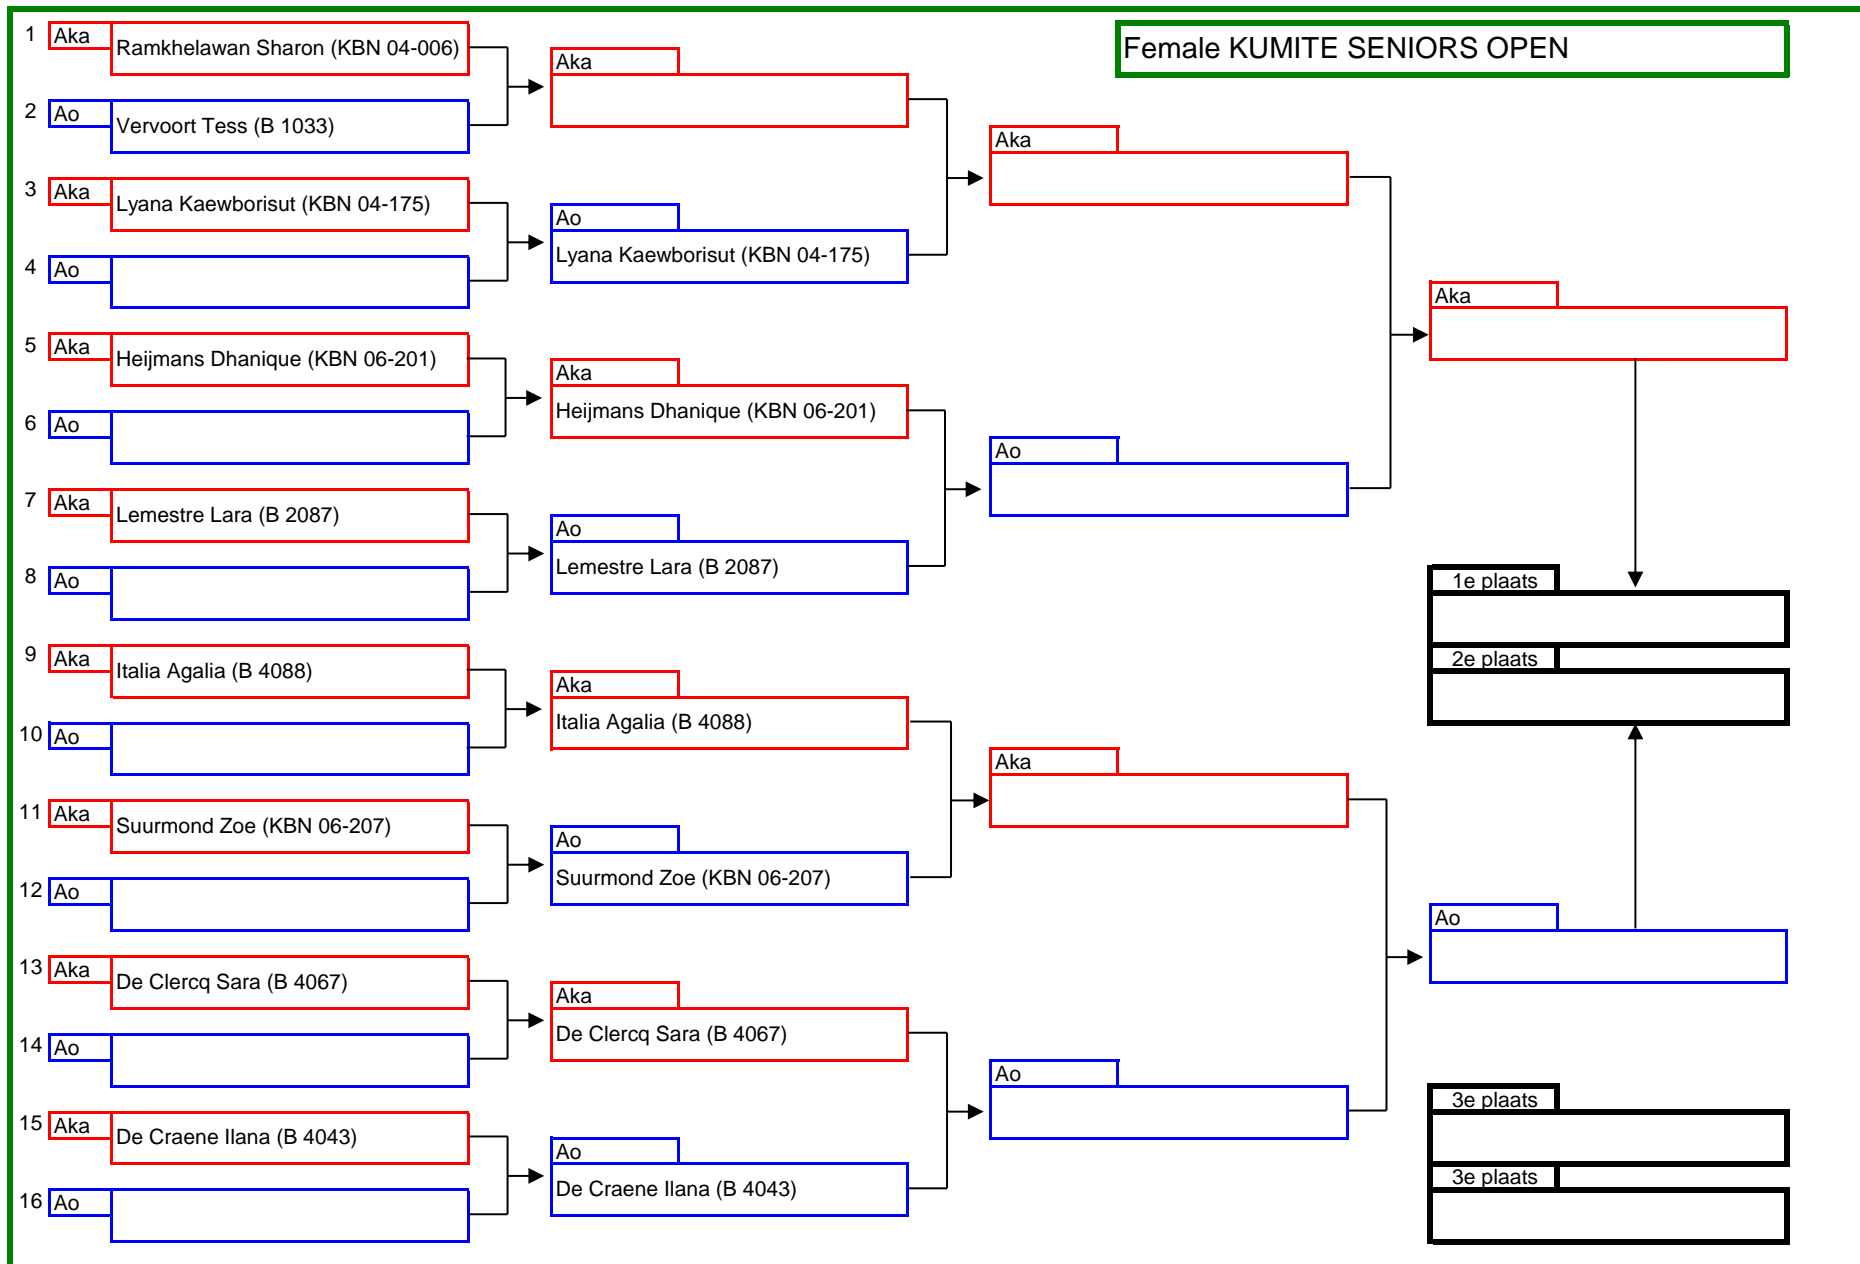 Female KUMITE SENIORS OPEN
1 Aka
Ramkhelawan Sharon (KBN 04-006)
2 Ao
Vervoort Tess (B 1033)
3 Aka
Lyana Kaewborisut (KBN 04-175)
4 Ao
5 Aka
Heijmans Dhanique (KBN 06-201)
6 Ao
7 Aka
Lemestre Lara (B 2087)
8 Ao
9 Aka
Italia Agalia (B 4088)
10 Ao
11 Aka
Suurmond Zoe (KBN 06-207)
12 Ao
13 Aka
De Clercq Sara (B 4067)
14 Ao
15 Aka
De Craene Ilana (B 4043)
16 Ao
Aka
Ao
Lyana Kaewborisut (KBN 04-175)
Aka
Heijmans Dhanique (KBN 06-201)
Ao
Lemestre Lara (B 2087)
Aka
Italia Agalia (B 4088)
Ao
Suurmond Zoe (KBN 06-207)
Aka
De Clercq Sara (B 4067)
Ao
De Craene Ilana (B 4043)
Aka
Ao
Aka
Ao
Aka
Ao
1e plaats
2e plaats
3e plaats
3e plaats